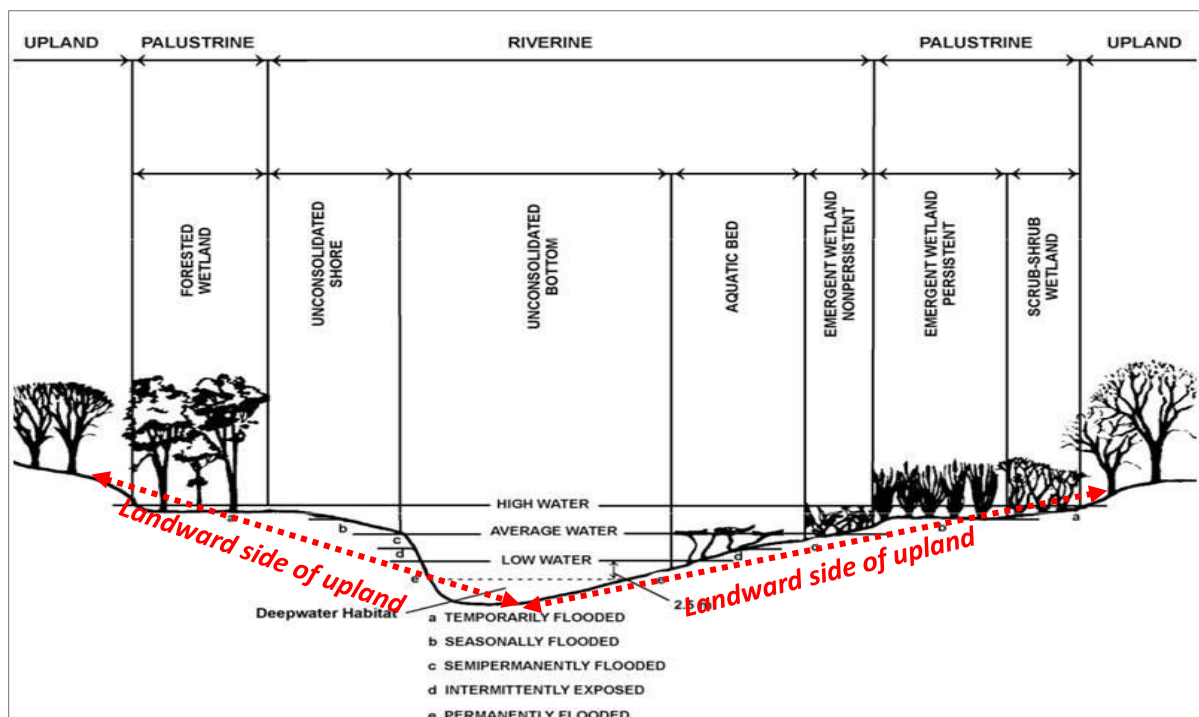 UPLAND PALUSTRINE RIVERINE PALUSTRINE UPLAND
FORESTED
WETLAND
UNCONSOLIDATED
SHORE
UNCONSOLIDATED
BOTTOM
AQUATIC BED
EMERGENT WETLAND
NONPERSISTENT
EMERGENT WETLAND
PERSISTENT
SCRUB-SHRUB
WETLAND
HIGH WATER
AVERAGE WATER
LOW WATER
a
b
c
d
e
e
d
c
b
a
2.5 m
Landward side of upland
Landward side of upland
Deepwater Habitat
a TEMPORARILY FLOODED
b SEASONALLY FLOODED
c SEMIPERMANENTLY FLOODED
d INTERMITTENTLY EXPOSED
e PERMANENTLY FLOODED